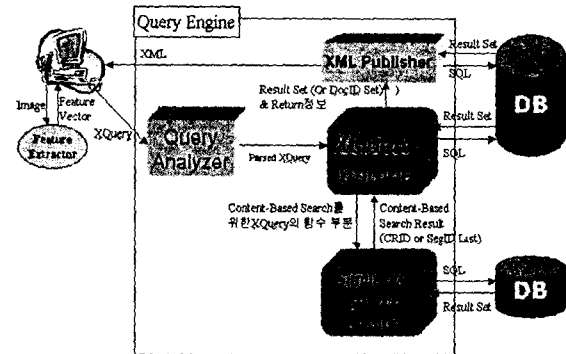 Query Engine
XML
XML Publisher
Result Set
SQL
DB
Image
Feature
Vector
Feature
Extractor
XQuery
Query
Analyzer
Parsed XQuery
Result Set (Or DocID Set) )
& Return정보
Result Set
SQL
Content-Based Search를
위한XQuery의 함수 부분
Content-Based
Search Result
(CRID or SegID List)
SQL
Result Set
DB